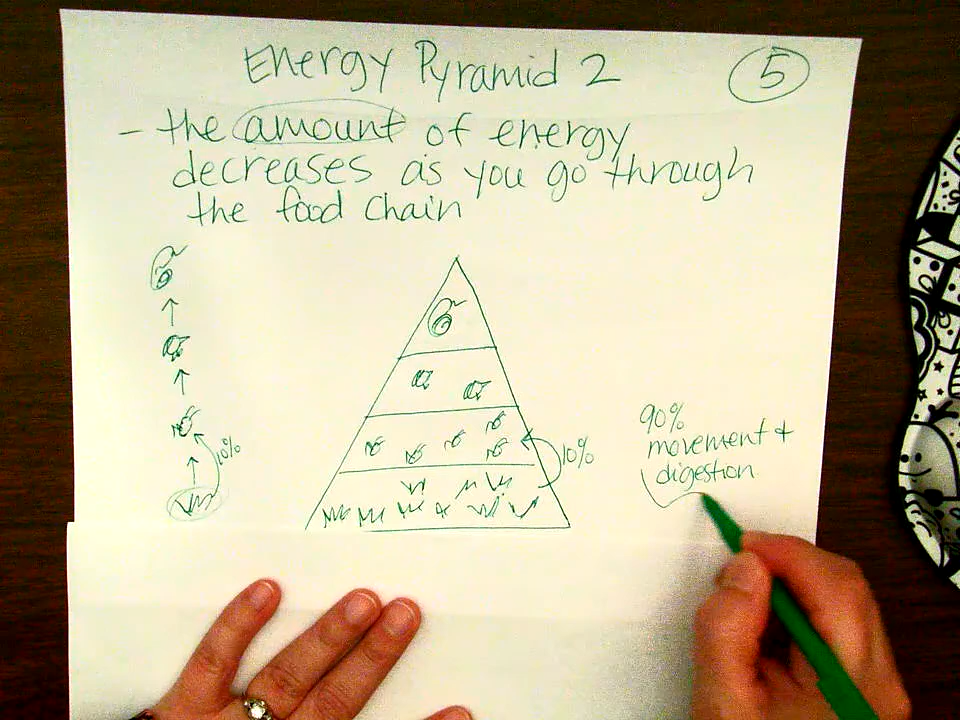 Energy Pyramid 2
5
- the amount of energy
decreases as you go through
the food chain
10%
10%
90%
movement +
digestion